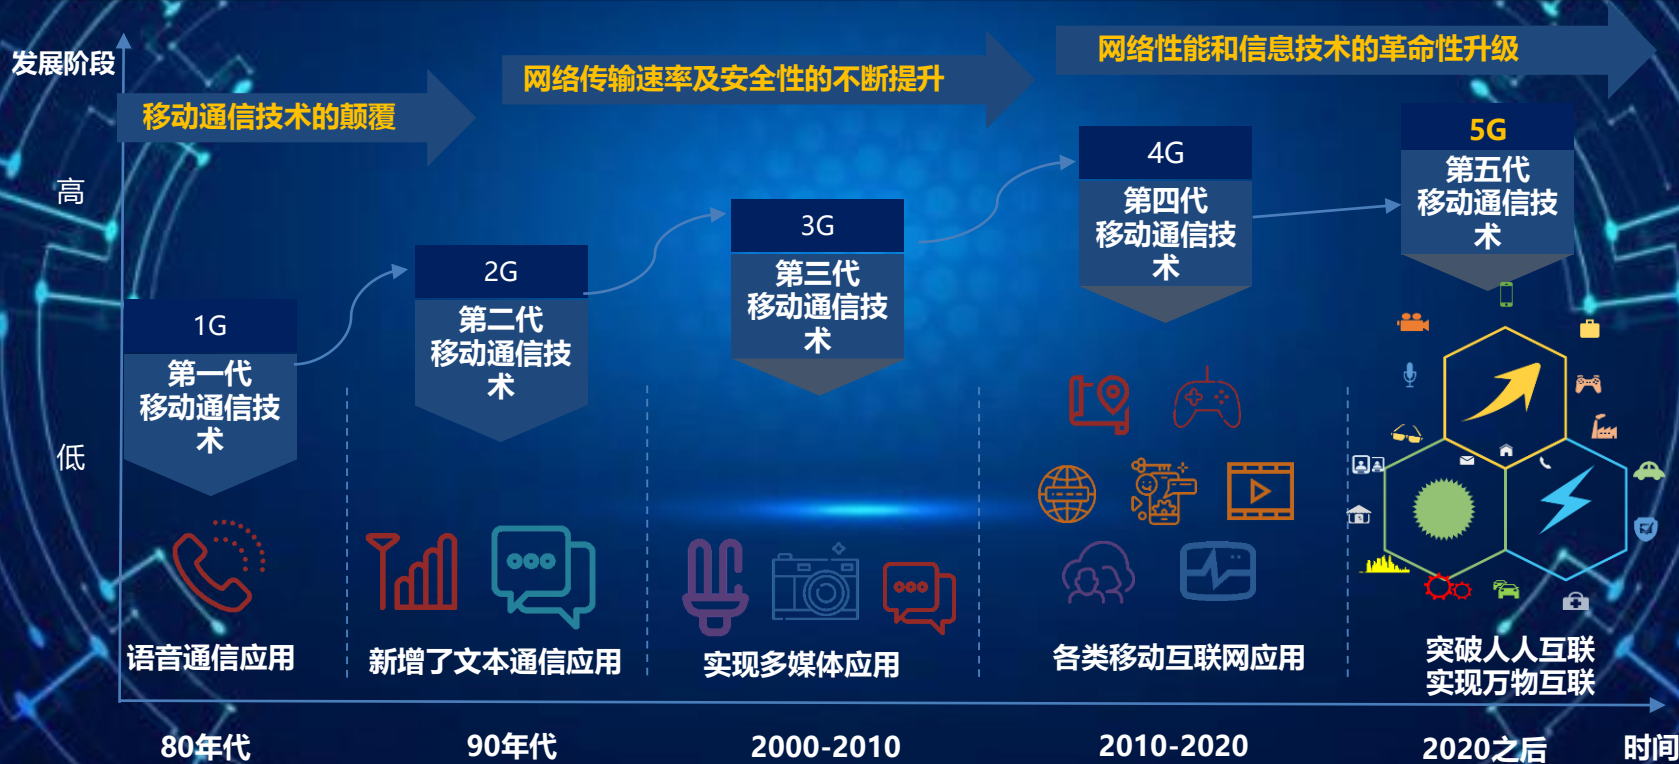 发展阶段
移动通信技术的颠覆
网络传输速率及安全性的不断提升
网络性能和信息技术的革命性升级
高
低
1G
第一代
移动通信技
术
语音通信应用
80年代
2G
第二代
移动通信技
术
新增了文本通信应用
90年代
3G
第三代
移动通信技
术
实现多媒体应用
2000-2010
4G
第四代
移动通信技
术
各类移动互联网应用
2010-2020
5G
第五代
移动通信技
术
突破人人互联
实现万物互联
2020之后
时间